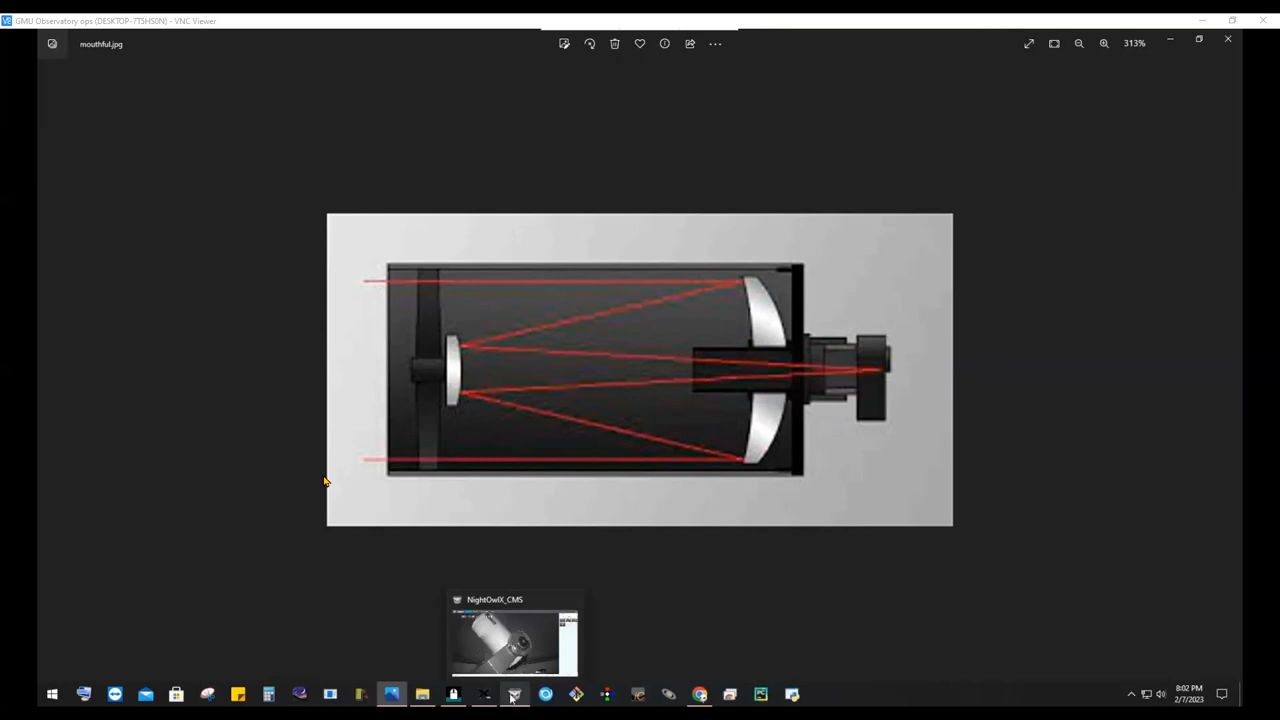 GMU Observatory ops (DESKTOP-7T5HS0N) - VNC Viewer
mouthful.jpg
313%
NightOwlX_CMS
8:02 PM
2/7/2023